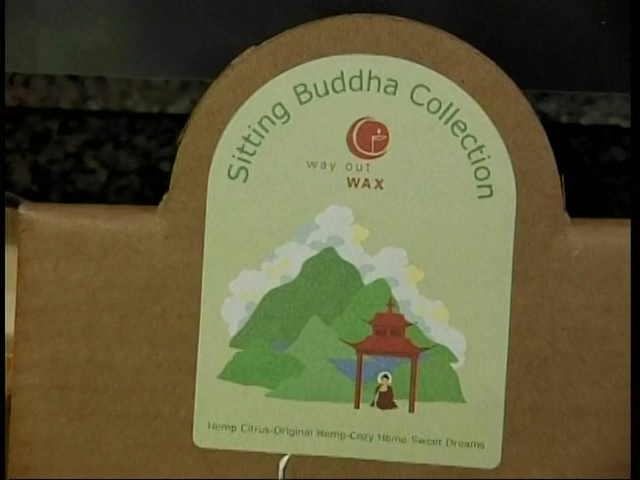 Sitting Buddha Collection
way out
WAX
Hemp Citrus-Original Hemp-Cozy Home-Sweet Dreams